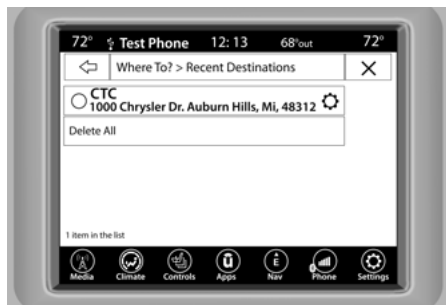 72° Test Phone 12:13 68°out 72°
Where To? > Recent Destinations
CTC
1000 Chrysler Dr. Auburn Hills, Mi, 48312
Delete All
1 item in the list
Media Climate Controls Apps Nav Phone Settings